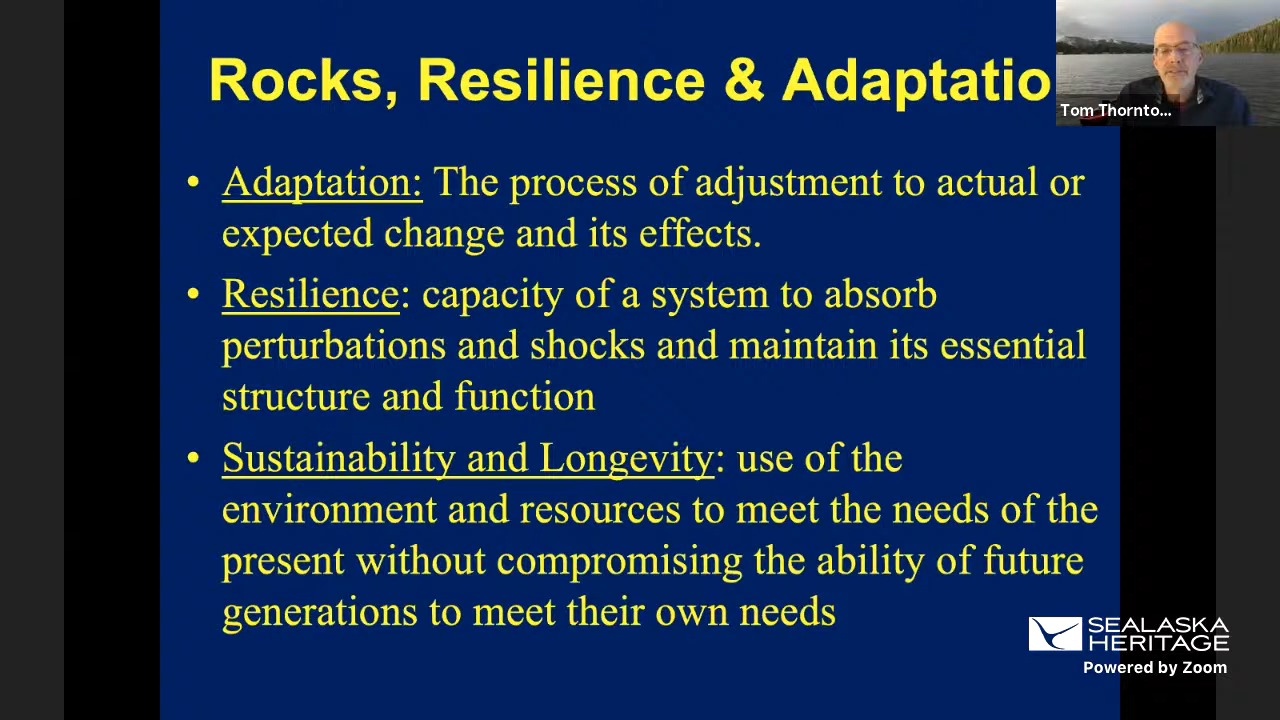 Rocks, Resilience & Adaptatio
Tom Thornto...
• Adaptation: The process of adjustment to actual or
expected change and its effects.
• Resilience: capacity of a system to absorb
perturbations and shocks and maintain its essential
structure and function
• Sustainability and Longevity: use of the
environment and resources to meet the needs of the
present without compromising the ability of future
generations to meet their own needs
SEALASKA
HERITAGE
Powered by Zoom